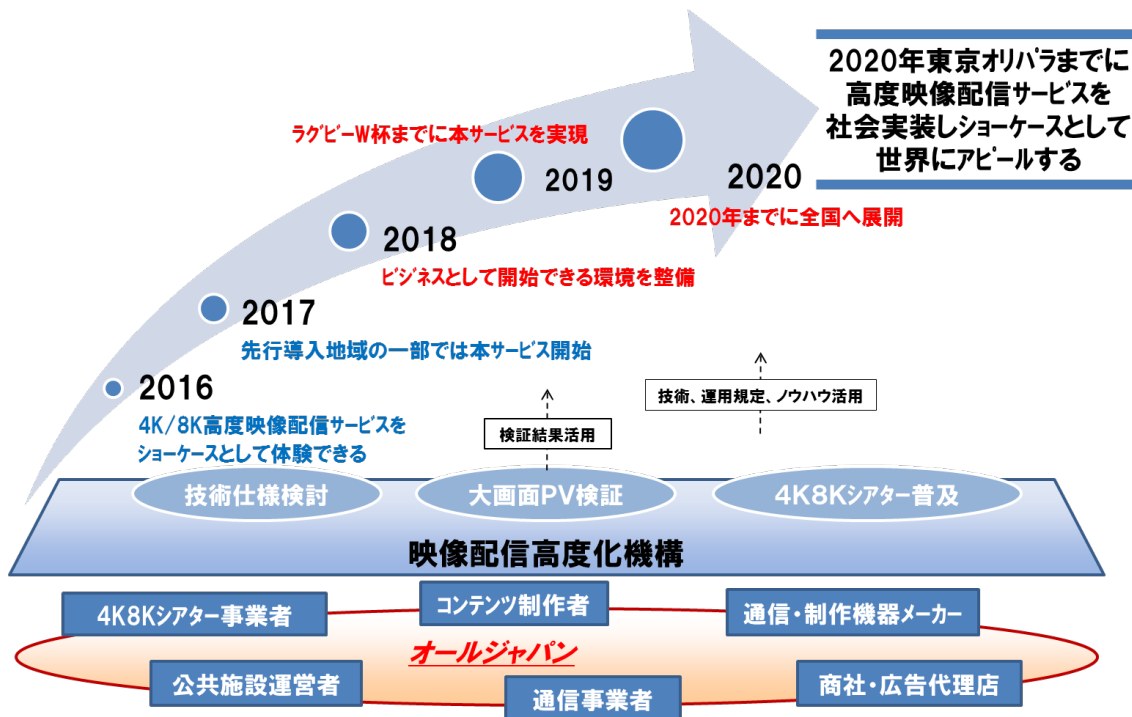 2020年東京オリパラまでに
高度映像配信サービスを
社会実装しショーケースとして
世界にアピールする
ラグビーW杯までに本サービスを実現
2019
2020
2020年までに全国へ展開
2018
ビジネスとして開始できる環境を整備
2017
先行導入地域の一部では本サービス開始
2016
4K/8K高度映像配信サービスを
ショーケースとして体験できる
技術、運用規定、ノウハウ活用
検証結果活用
技術仕様検討
大画面PV検証
4K8Kシアター普及
映像配信高度化機構
4K8Kシアター事業者
コンテンツ制作者
通信・制作機器メーカー
オールジャパン
公共施設運営者
通信事業者
商社・広告代理店